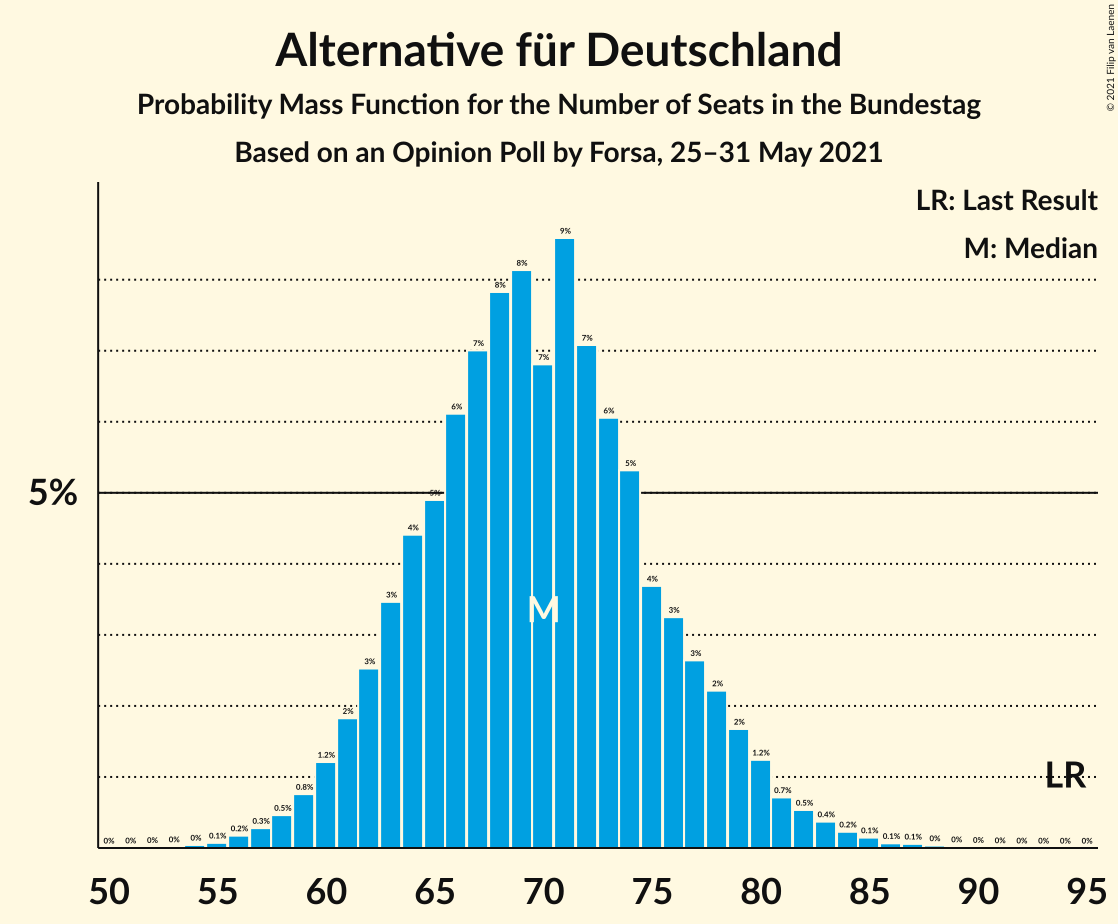 Alternative für Deutschland
Probability Mass Function for the Number of Seats in the Bundestag
Based on an Opinion Poll by Forsa, 25–31 May 2021
© 2021 Filip van Laenen
LR: Last Result
M: Median
5%
0% 0% 0% 0% 0% 0.1% 0.2% 0.3% 0.5% 0.8% 1.2% 2% 3% 3% 4% 5% 6% 7% 8% 8% 7% 9% 7% 6% 5% 4% 3% 3% 2% 2% 1.2% 0.7% 0.5% 0.4% 0.2% 0.1% 0.1% 0.1% 0% 0% 0% 0% 0% 0% 0% 0%
M
LR
50 55 60 65 70 75 80 85 90 95